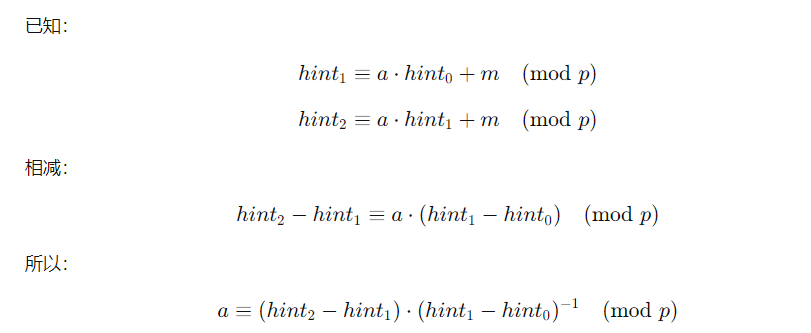 已知：
hint₁ ≡ a · hint₀ + m (mod p)
hint₂ ≡ a · hint₁ + m (mod p)
相减：
hint₂ − hint₁ ≡ a · (hint₁ − hint₀) (mod p)
所以：
a ≡ (hint₂ − hint₁) · (hint₁ − hint₀)⁻¹ (mod p)